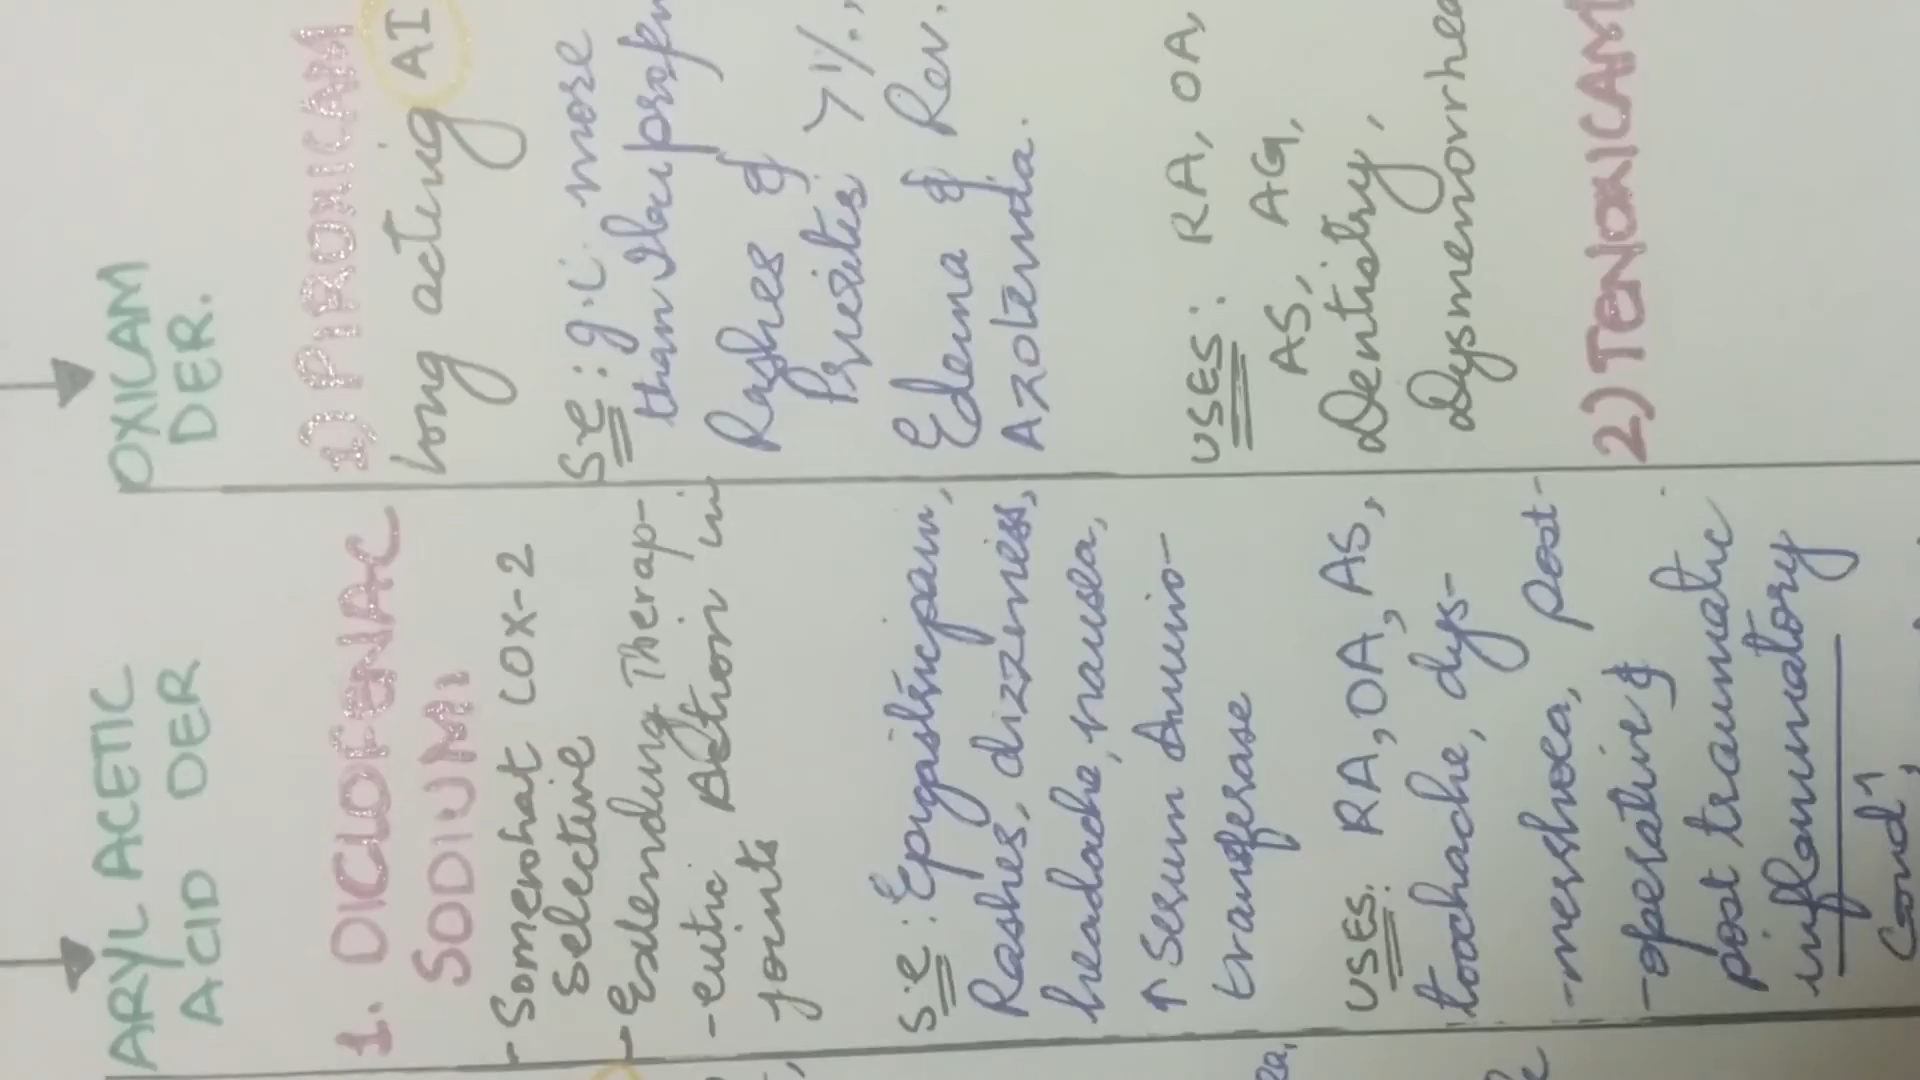 ARYL ACETIC
ACID DER
1. DICLOFENAC
SODIUM:
- Somewhat COX-2
Selective
- Extending Therap-
-eutic Action in
joints
S.e : Epigastric pain,
Rashes, dizziness,
headache, nausea,
↑ Serum Amino-
transferase
USES: RA, OA, AS,
toochache, dys-
-merrhoea, post-
-operative &
post traumatic
inflammatory
condn,
OXICAM
DER.
1) PIROXICAM
long acting AI
S.e : g.i. more
than Ibuprofen
Rashes &
Pruritis >1%,
Edema & Rev.
Azotemia.
USES: RA, OA,
AS, AG,
Dentistry,
Dysmenorrhea
2) TENOXICAM